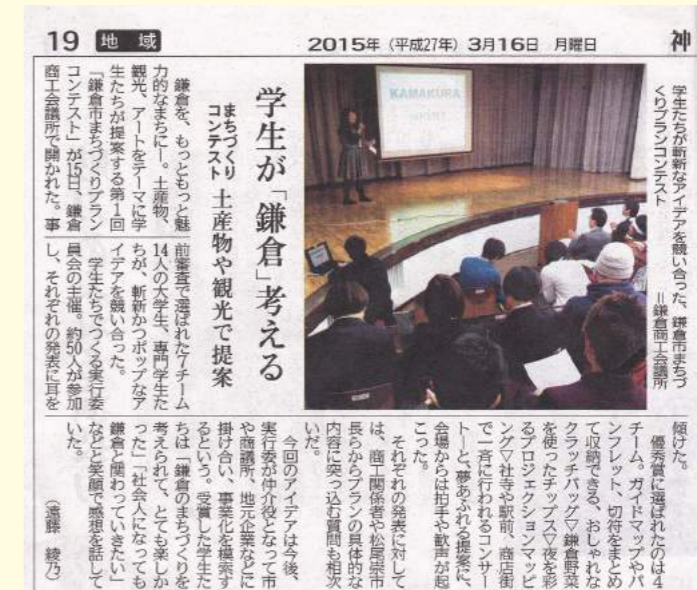 19 地域
2015年（平成27年）3月16日 月曜日
神
学生が「鎌倉」考える
まちづくり
コンテスト
土産物や観光で提案
KAMAKURA
学生たちが斬新なアイデアを競い合った、鎌倉市まちづ
くりプランコンテスト ＝鎌倉商工会議所
鎌倉を、もっともっと魅
力的なまちに―。土産物、
観光、アートをテーマに学
生たちが提案する第1回
「鎌倉市まちづくりプラン
コンテスト」が15日、鎌倉
商工会議所で開かれた。事
前審査で選ばれた7チーム
14人の大学生、専門学生た
ちが、斬新かつポップなア
イデアを競い合った。
学生たちでつくる実行委
員会の主催。約50人が参加
し、それぞれの発表に耳を
傾けた。
優秀賞に選ばれたのは4
チーム。ガイドマップやパ
ンフレット、切符をまとめ
て収納できる、おしゃれな
クラッチバッグ▽鎌倉野菜
を使ったチップス▽夜を彩
るプロジェクションマッピ
ング▽社寺や駅前、商店街
で一斉に行われるコンサー
ト―と、夢あふれる提案に、
会場からは拍手や歓声が起
こった。
それぞれの発表に対して
は、商工関係者や松尾崇市
長らからプランの具体的な
内容に突っ込む質問も相次
いだ。
今回のアイデアは今後、
実行委が仲介役となって市
や商議所、地元企業などに
掛け合い、事業化を模索す
るという。受賞した学生た
ちは「鎌倉のまちづくりを
考えられて、とても楽しか
った」「社会人になっても
鎌倉と関わっていきたい」
などと笑顔で感想を話して
いた。
（遠藤 綾乃）